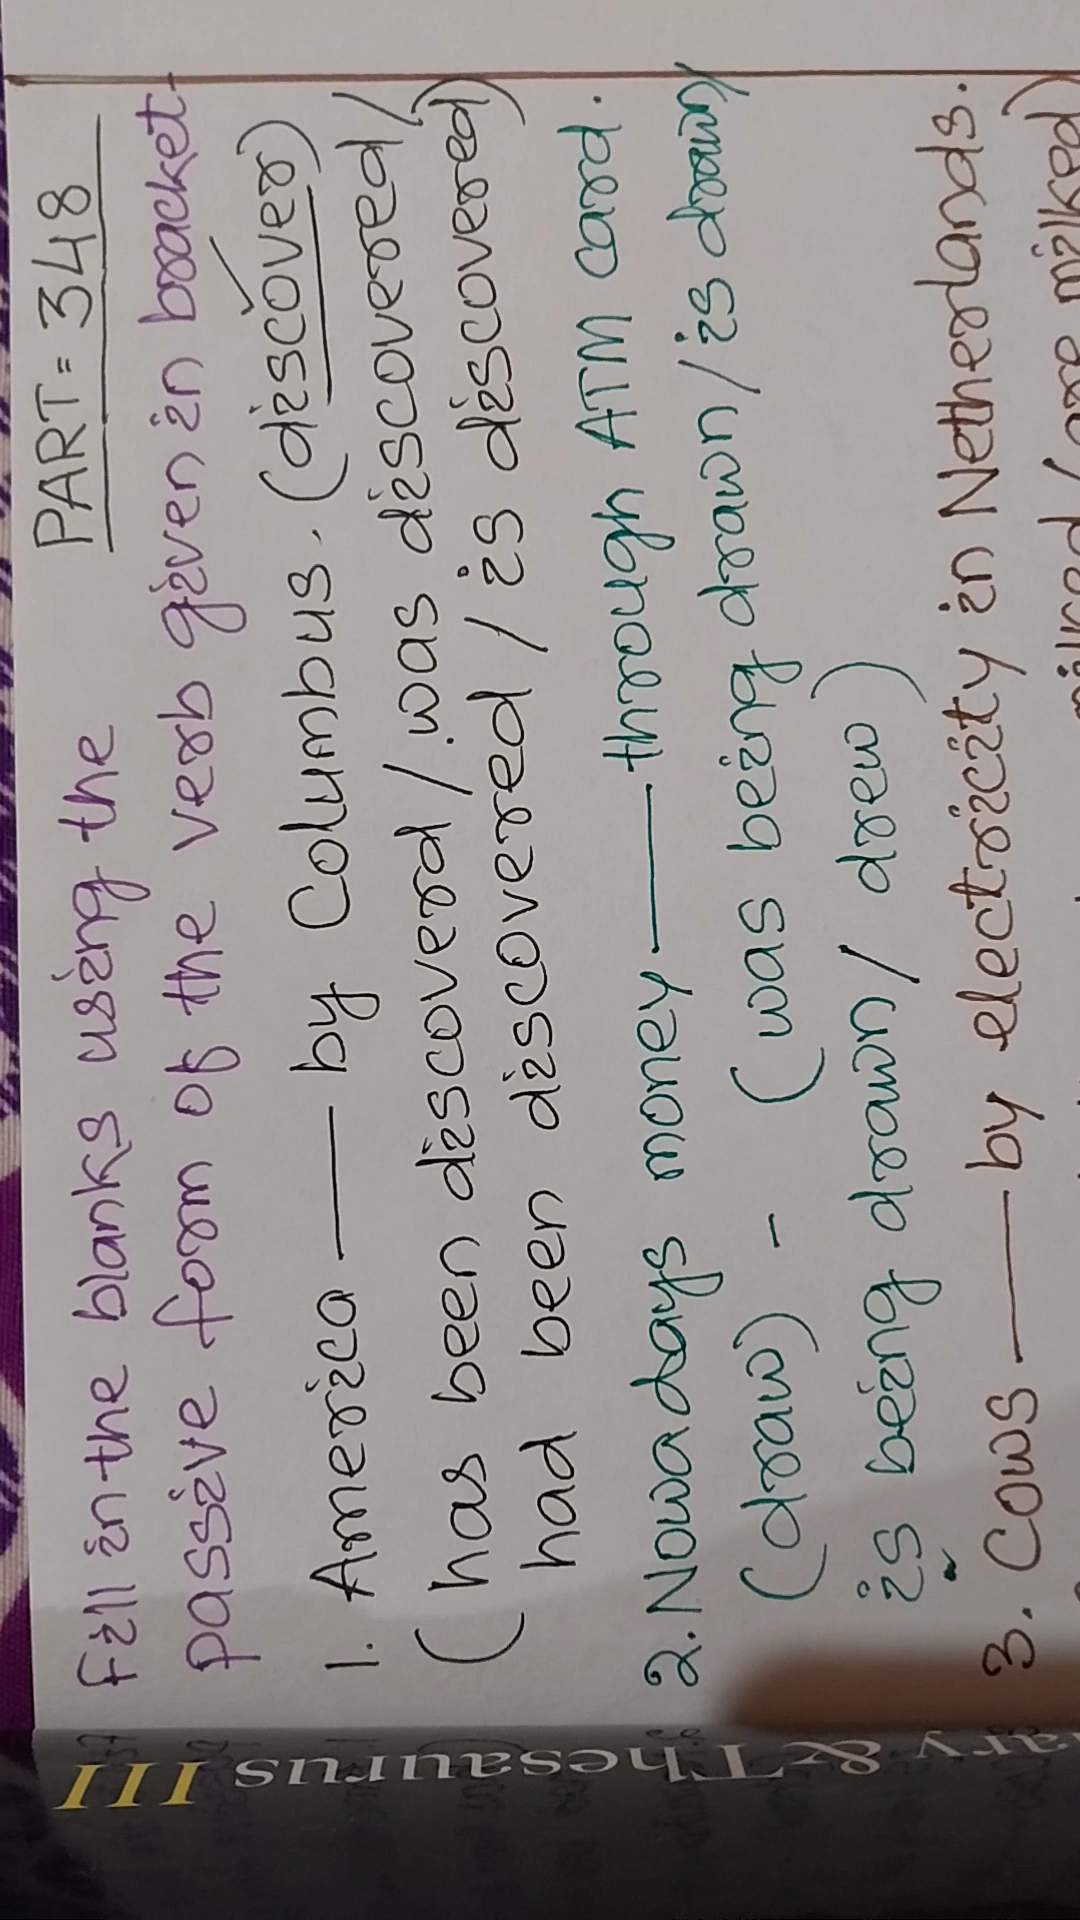 PART = 348
Fill in the blanks using the
passive form of the verb given in bracket.
1. America — by Columbus. (discover)
(has been discovered / was discovered /
had been discovered / is discovered)
2. Nowadays money — through ATM card.
(draw) - (was being drawn / is drawn /
is being drawn / drew)
3. Cows — by electricity in Netherlands.
& Thesaurus III